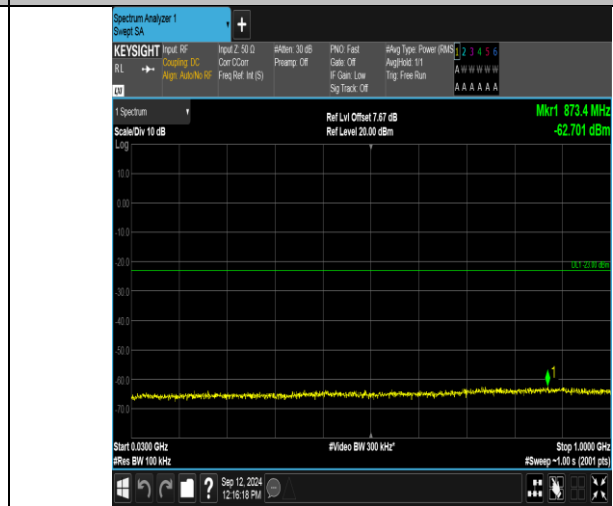 Spectrum Analyzer 1
Swept SA
+
KEYSIGHT
RL
LXI
Input: RF
Coupling: DC
Align: Auto/No RF
Input Z: 50 Ω
Corr CCorr
Freq Ref: Int (S)
#Atten: 30 dB
Preamp: Off
PNO: Fast
Gate: Off
IF Gain: Low
Sig Track: Off
#Avg Type: Power (RMS
Avg|Hold: 1/1
Trig: Free Run
1 2 3 4 5 6
A W W W W W
A A A A A A
1 Spectrum
Scale/Div 10 dB
Log
Ref Lvl Offset 7.67 dB
Ref Level 20.00 dBm
Mkr1 873.4 MHz
-62.701 dBm
10.0
0.00
-10.0
-20.0
DL1 -23.00 dBm
-30.0
-40.0
-50.0
1
-60.0
-70.0
Start 0.0300 GHz
#Res BW 100 kHz
#Video BW 300 kHz*
Stop 1.0000 GHz
#Sweep ~1.00 s (2001 pts)
?
Sep 12, 2024
12:16:18 PM